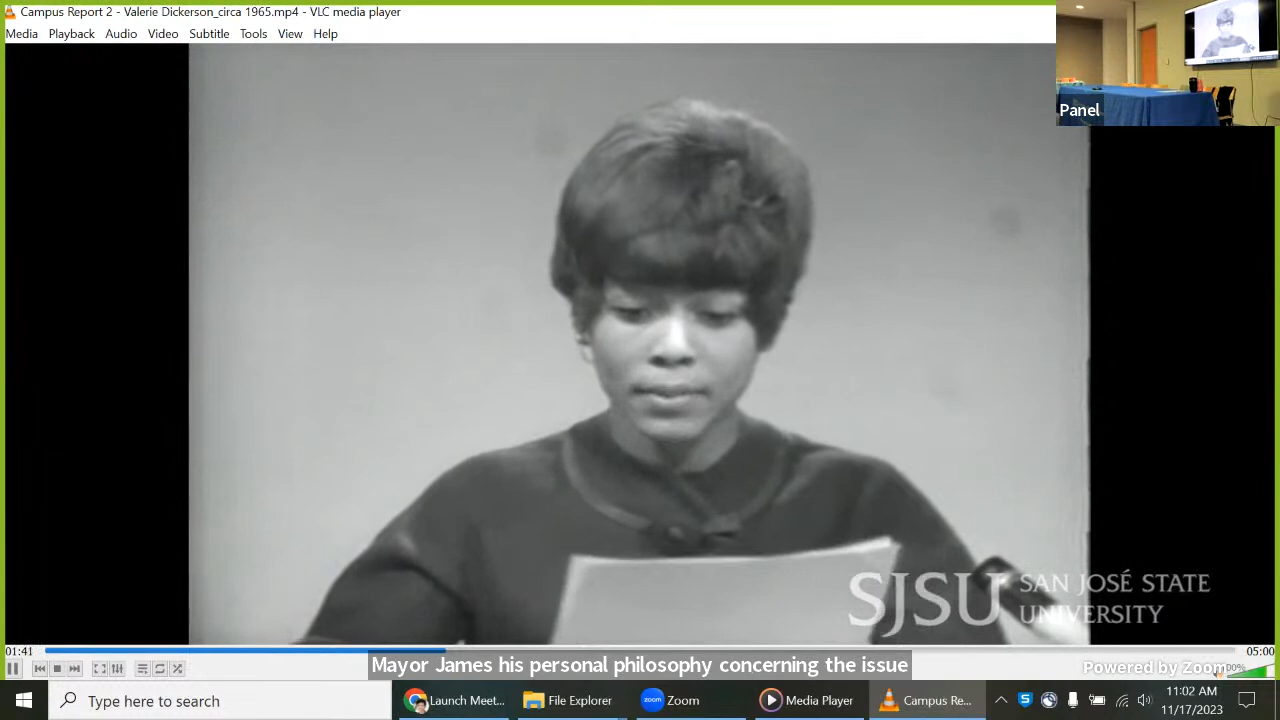 Campus Report 2 - Valerie Dickerson_circa 1965.mp4 - VLC media player
Media Playback Audio Video Subtitle Tools View Help
Panel
SJSU SAN JOSÉ STATE
UNIVERSITY
01:41
05:00
Mayor James his personal philosophy concerning the issue
Powered by Zoom
Type here to search
Launch Meet...
File Explorer
Zoom
Media Player
Campus Re...
11:02 AM
11/17/2023